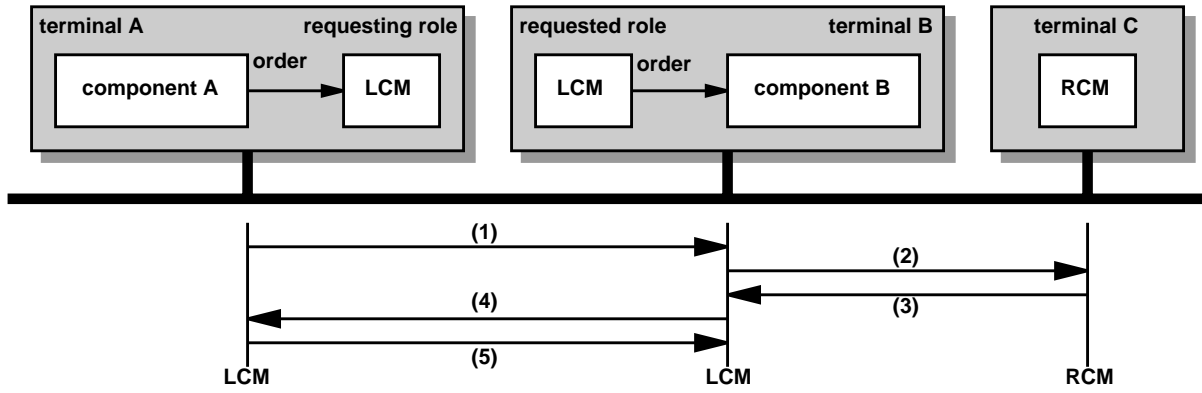 terminal A requesting role
requested role terminal B
terminal C
component A order LCM
LCM order component B
RCM
(1)
(2)
(3)
(4)
(5)
LCM LCM RCM